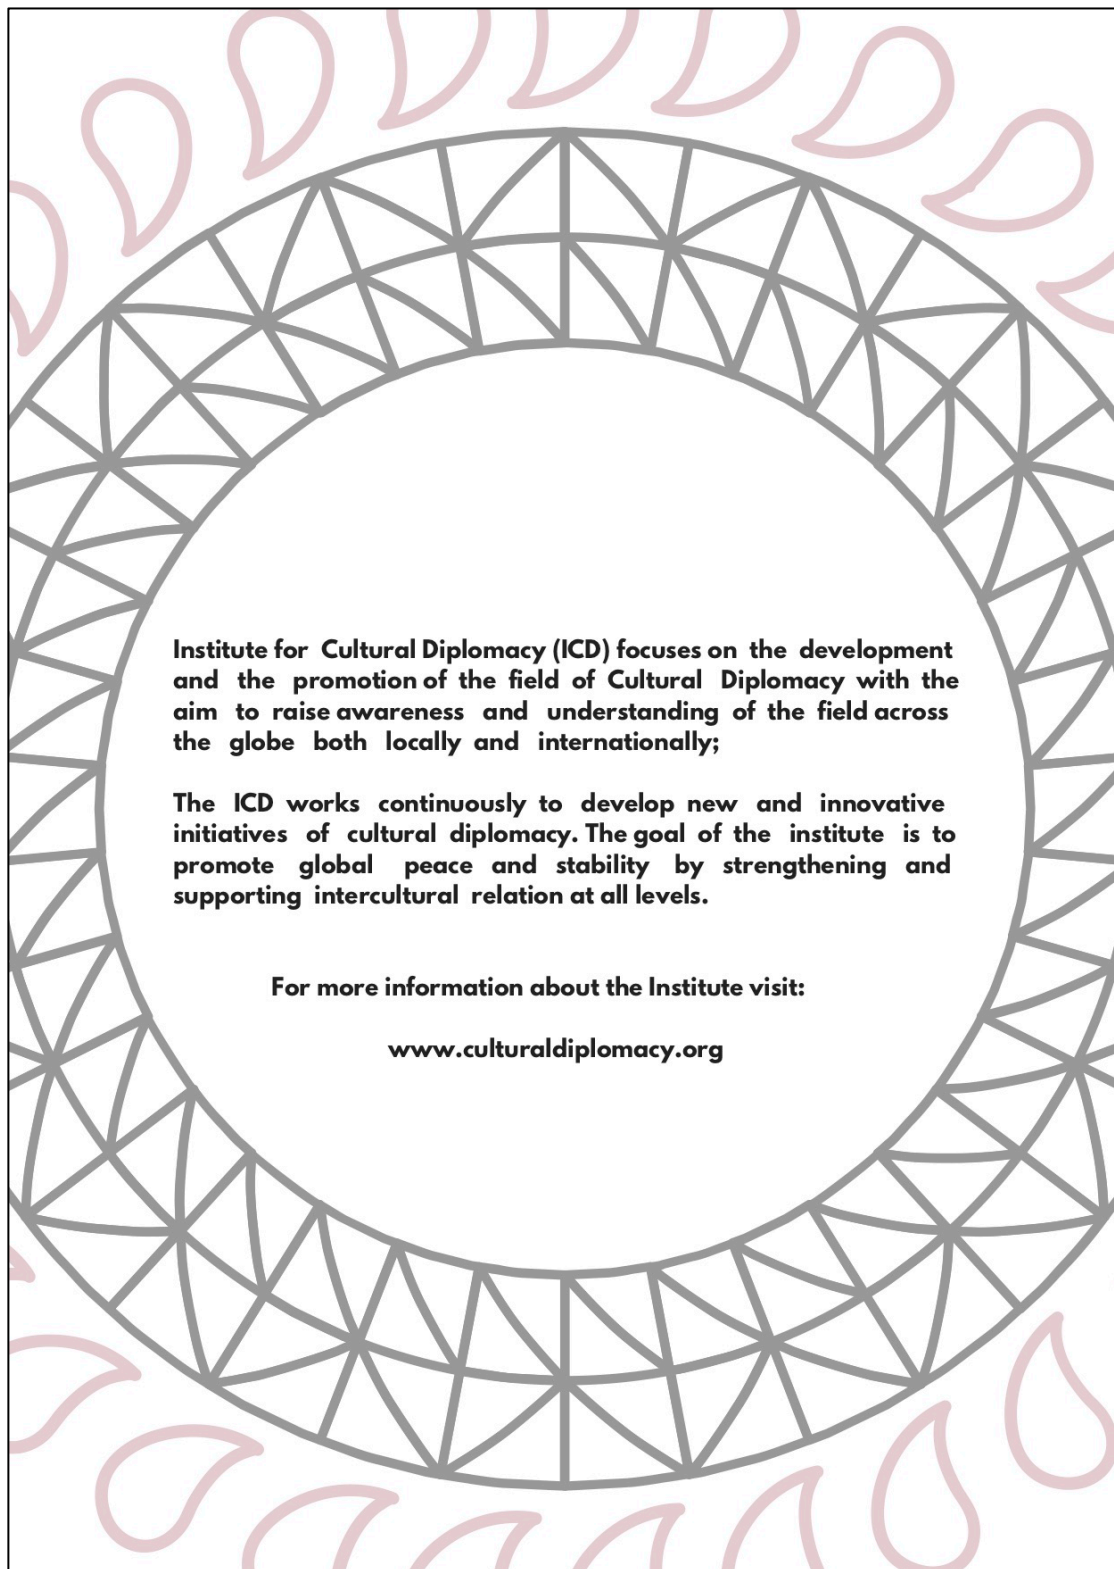 Institute for Cultural Diplomacy (ICD) focuses on the development
and the promotion of the field of Cultural Diplomacy with the
aim to raise awareness and understanding of the field across
the globe both locally and internationally;
The ICD works continuously to develop new and innovative
initiatives of cultural diplomacy. The goal of the institute is to
promote global peace and stability by strengthening and
supporting intercultural relation at all levels.
For more information about the Institute visit:
www.culturaldiplomacy.org